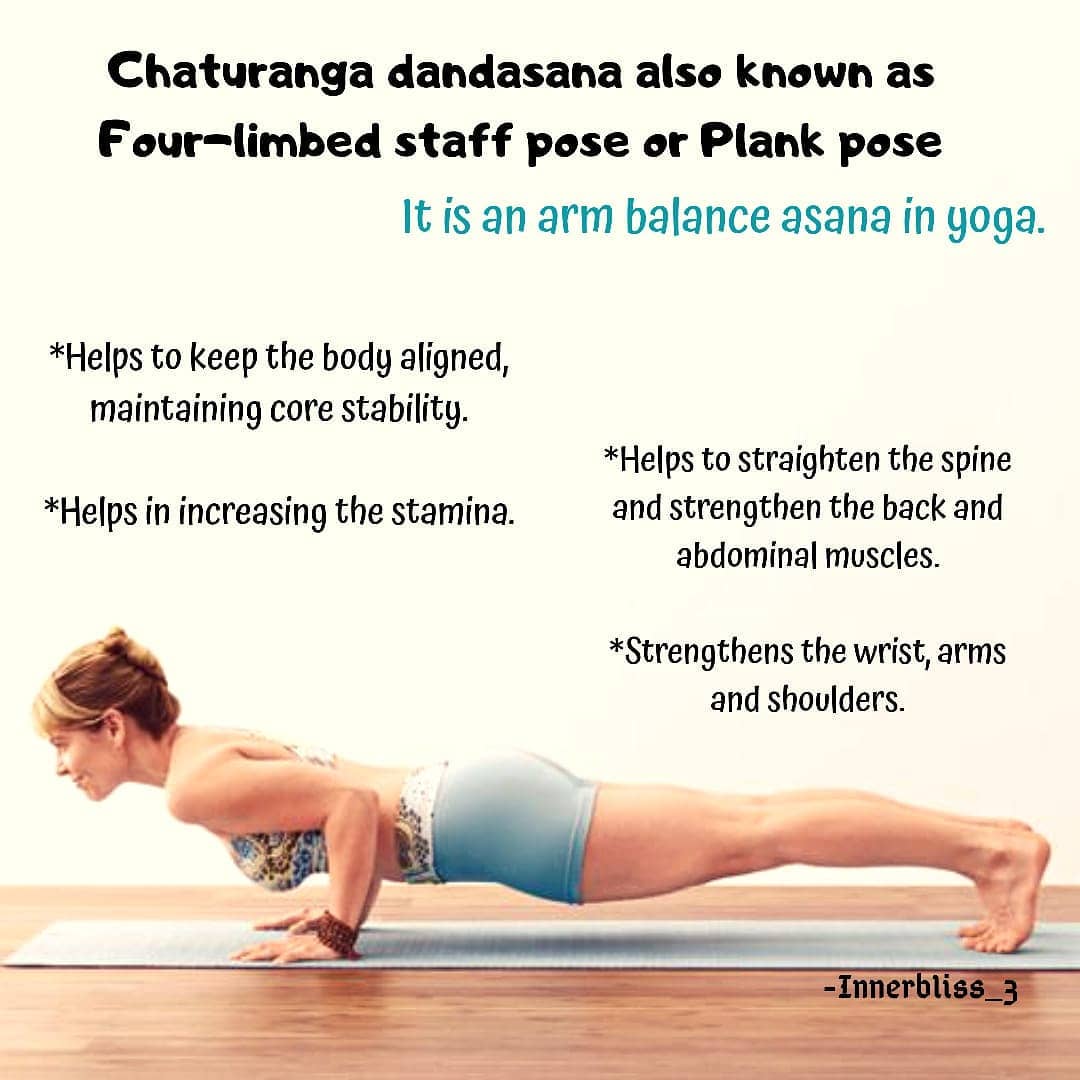 Chaturanga dandasana also known as
Four-limbed staff pose or Plank pose
It is an arm balance asana in yoga.
*Helps to keep the body aligned,
maintaining core stability.
*Helps in increasing the stamina.
*Helps to straighten the spine
and strengthen the back and
abdominal muscles.
*Strengthens the wrist, arms
and shoulders.
-Innerbliss_3